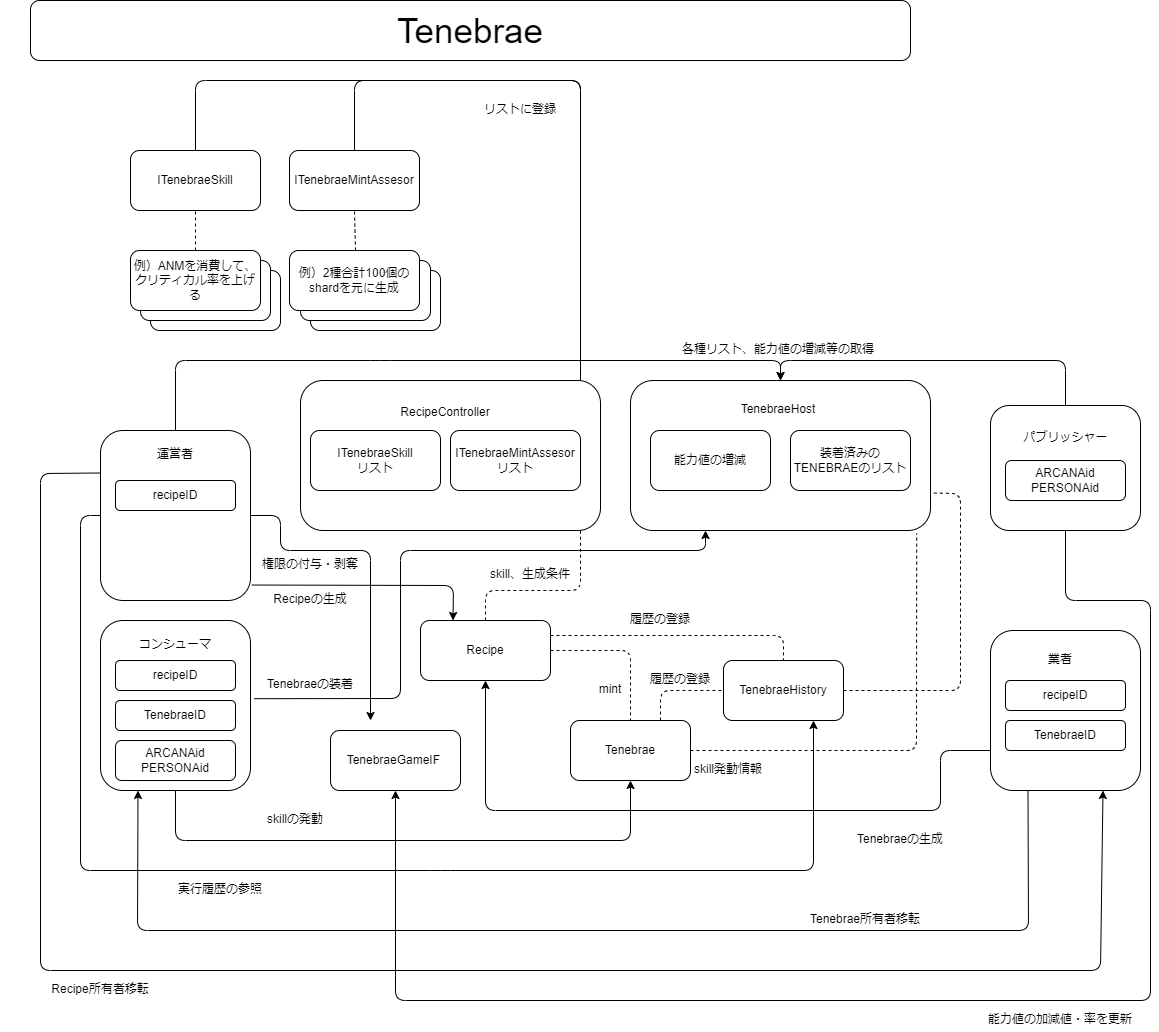 Tenebrae
リストに登録
ITenebraeSkill
ITenebraeMintAssesor
例）ANMを消費して、
クリティカル率を上げ
る
例）2種合計100個の
shardを元に生成
各種リスト、能力値の増減等の取得
RecipeController
ITenebraeSkill
リスト
ITenebraeMintAssesor
リスト
TenebraeHost
能力値の増減
装着済みの
TENEBRAEのリスト
パブリッシャー
ARCANAid
PERSONAid
運営者
recipeID
権限の付与・剥奪
skill、生成条件
Recipeの生成
履歴の登録
コンシューマ
recipeID
TenebraeID
ARCANAid
PERSONAid
Recipe
業者
recipeID
TenebraeID
Tenebraeの装着
mint
履歴の登録
TenebraeHistory
TenebraeGameIF
Tenebrae
skill発動情報
skillの発動
Tenebraeの生成
実行履歴の参照
Tenebrae所有者移転
Recipe所有者移転
能力値の加減値・率を更新